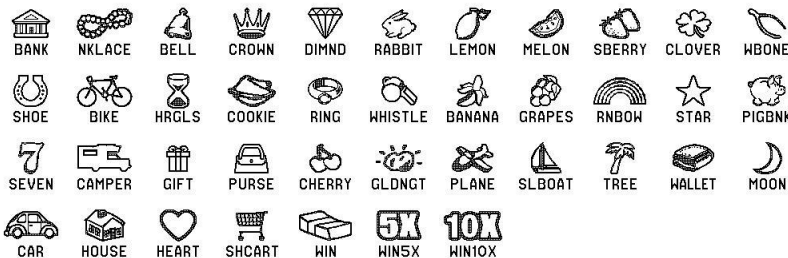 BANK NKLACE BELL CROWN DIMND RABBIT LEMON MELON SBERRY CLOVER WBONE
SHOE BIKE HRGLS COOKIE RING WHISTLE BANANA GRAPES RNBOW STAR PIGBNK
7
SEVEN CAMPER GIFT PURSE CHERRY GLDNGT PLANE SLBOAT TREE WALLET MOON
5X 10X
CAR HOUSE HEART SHCART WIN WIN5X WIN10X